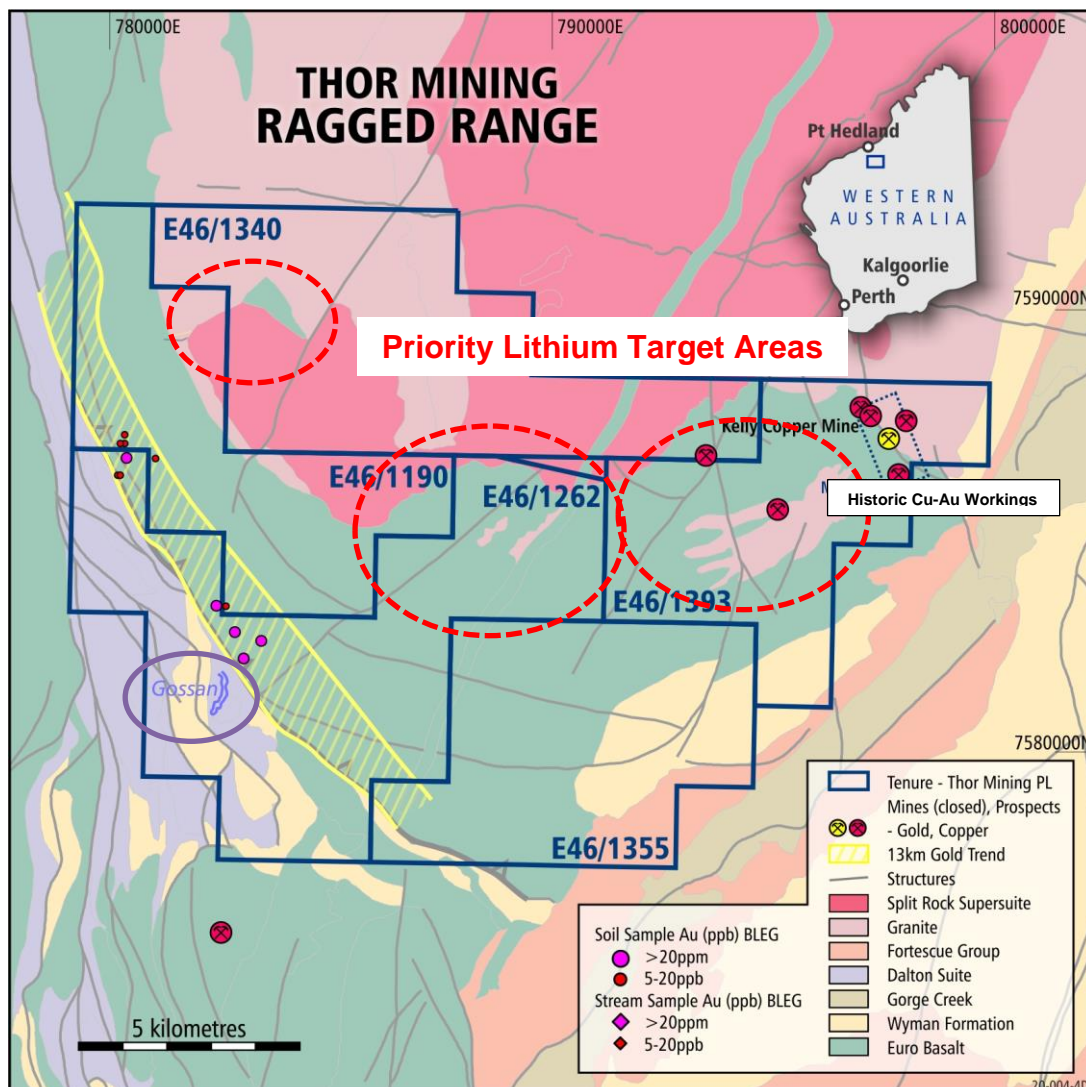 780000E
790000E
800000E
THOR MINING
RAGGED RANGE
Pt Hedland
WESTERN
AUSTRALIA
Kalgoorlie
Perth
E46/1340
7590000N
Priority Lithium Target Areas
Kelly Copper Mine
E46/1190
E46/1262
Historic Cu-Au Workings
E46/1393
Gossan
7580000N
E46/1355
5 kilometres
Soil Sample Au (ppb) BLEG
>20ppm
5-20ppb
Stream Sample Au (ppb) BLEG
>20ppm
5-20ppb
Tenure - Thor Mining PL
Mines (closed), Prospects
- Gold, Copper
13km Gold Trend
Structures
Split Rock Supersuite
Granite
Fortescue Group
Dalton Suite
Gorge Creek
Wyman Formation
Euro Basalt